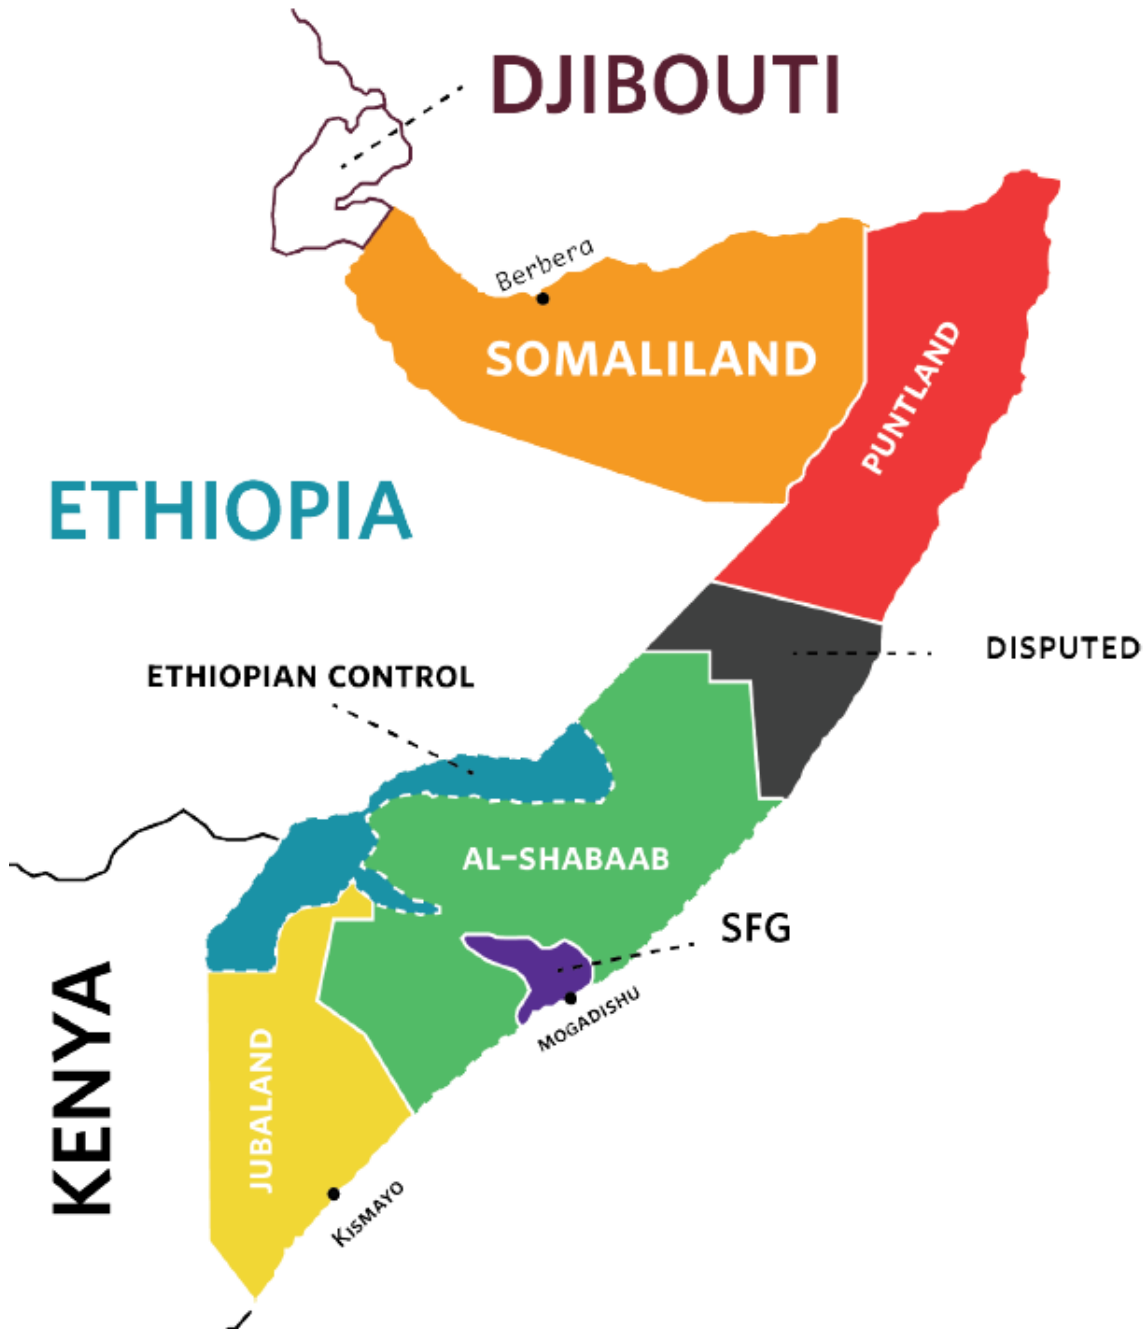 DJIBOUTI
Berbera
SOMALILAND
PUNTLAND
ETHIOPIA
DISPUTED
ETHIOPIAN CONTROL
AL-SHABAAB
SFG
MOGADISHU
KENYA
JUBALAND
KISMAYO